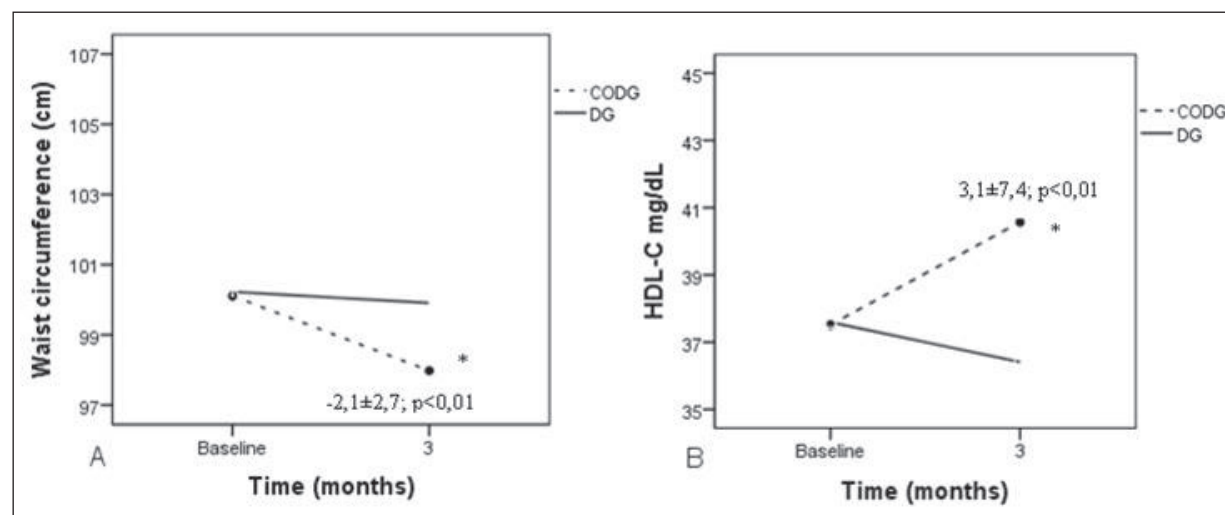 107
105
103
101
99
97
Waist circumference (cm)
CODG
DG
*
-2,1±2,7; p<0,01
Baseline
3
A
Time (months)
45
43
41
39
37
35
HDL-C mg/dL
CODG
DG
3,1±7,4; p<0,01
*
Baseline
3
B
Time (months)